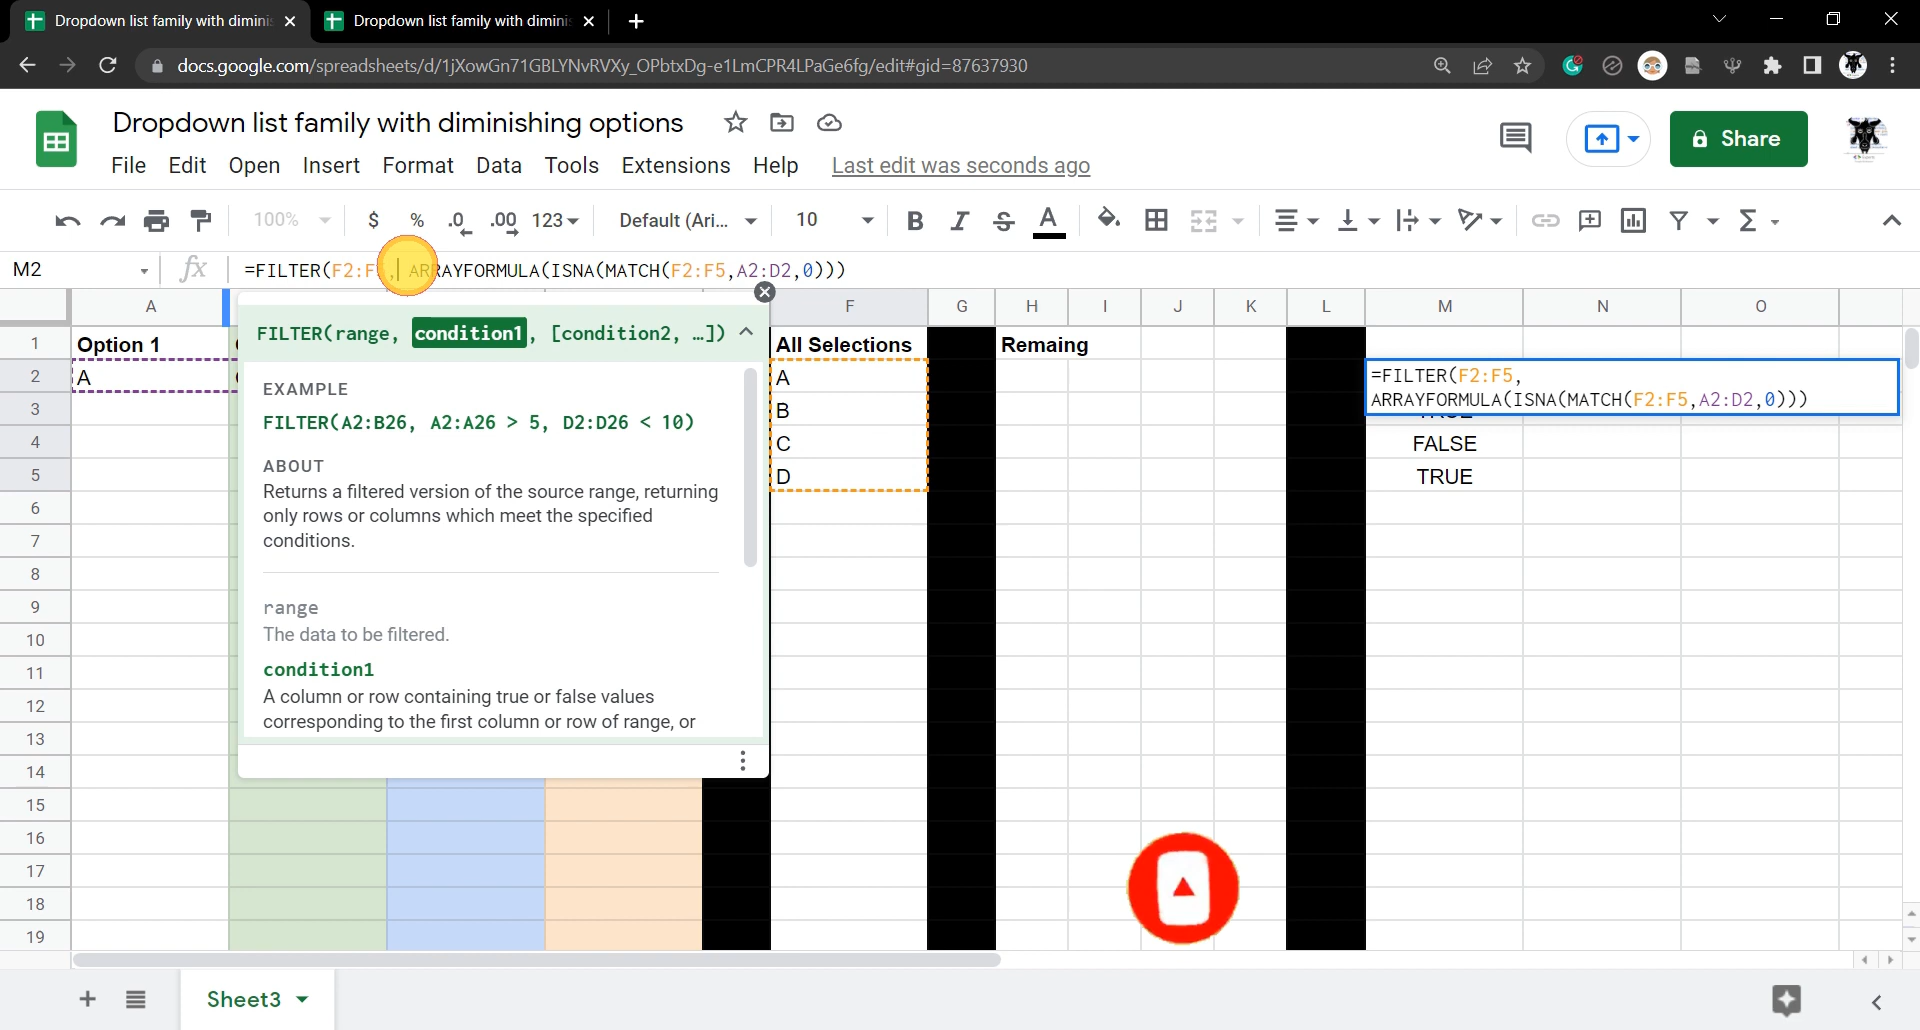 Dropdown list family with dimini
Dropdown list family with dimini
docs.google.com/spreadsheets/d/1jXowGn71GBLYNvRVXy_OPbtxDg-e1LmCPR4LPaGe6fg/edit#gid=87637930
Dropdown list family with diminishing options
File Edit Open Insert Format Data Tools Extensions Help Last edit was seconds ago
Share
100% $ % .0 .00 123 Default (Ari... 10 B I S A
M2 fx =FILTER(F2:F5, ARRAYFORMULA(ISNA(MATCH(F2:F5,A2:D2,0)))
A F G H I J K L M N O
FILTER(range, condition1, [condition2, …])
EXAMPLE
FILTER(A2:B26, A2:A26 > 5, D2:D26 < 10)
ABOUT
Returns a filtered version of the source range, returning
only rows or columns which meet the specified
conditions.
range
The data to be filtered.
condition1
A column or row containing true or false values
corresponding to the first column or row of range, or
1 Option 1 All Selections Remaing
2 A A =FILTER(F2:F5,
ARRAYFORMULA(ISNA(MATCH(F2:F5,A2:D2,0)))
3 B TRUE
4 C FALSE
5 D TRUE
6
7
8
9
10
11
12
13
14
15
16
17
18
19
Sheet3